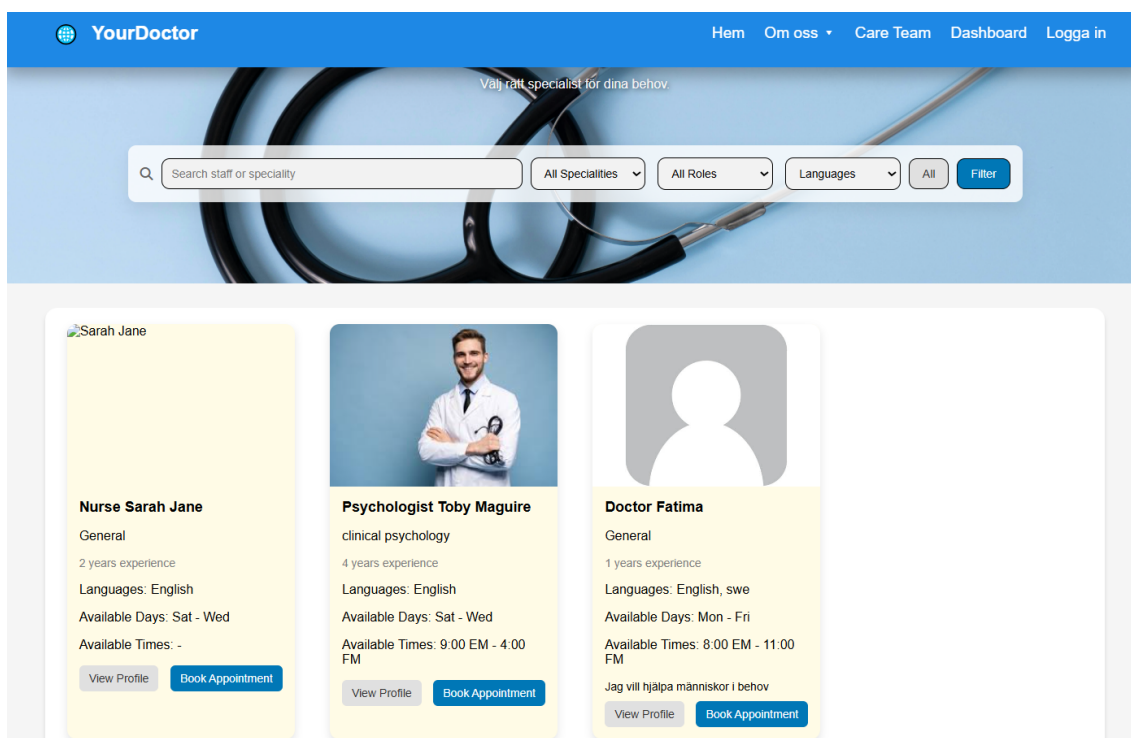 YourDoctor
Hem Om oss Care Team Dashboard Logga in
Välj rätt specialist för dina behov.
Search staff or speciality All Specialities All Roles Languages All Filter
Sarah Jane
Nurse Sarah Jane
General
2 years experience
Languages: English
Available Days: Sat - Wed
Available Times: -
View Profile Book Appointment
Psychologist Toby Maguire
clinical psychology
4 years experience
Languages: English
Available Days: Sat - Wed
Available Times: 9:00 EM - 4:00
FM
View Profile Book Appointment
Doctor Fatima
General
1 years experience
Languages: English, swe
Available Days: Mon - Fri
Available Times: 8:00 EM - 11:00
FM
Jag vill hjälpa människor i behov
View Profile Book Appointment